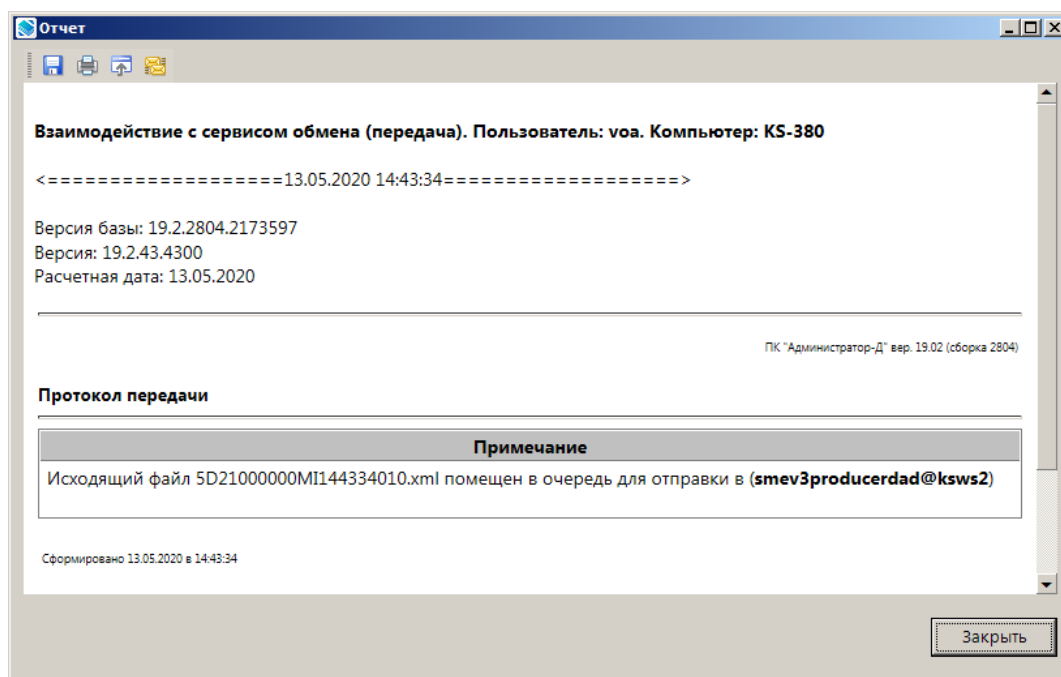 Отчет
Взаимодействие с сервисом обмена (передача). Пользователь: voa. Компьютер: KS-380
<===================13.05.2020 14:43:34===================>
Версия базы: 19.2.2804.2173597
Версия: 19.2.43.4300
Расчетная дата: 13.05.2020
ПК "Администратор-Д" вер. 19.02 (сборка 2804)
Протокол передачи
Примечание
Исходящий файл 5D21000000MI144334010.xml помещен в очередь для отправки в (smev3producerdad@ksws2)
Сформировано 13.05.2020 в 14:43:34
Закрыть